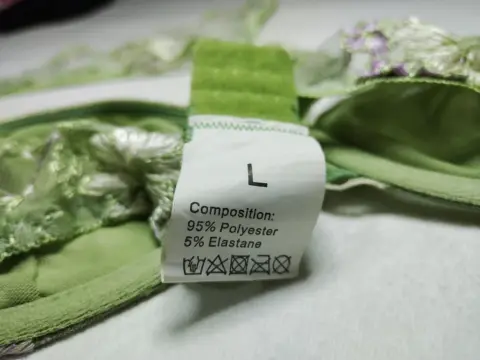 L
Composition:
95% Polyester
5% Elastane